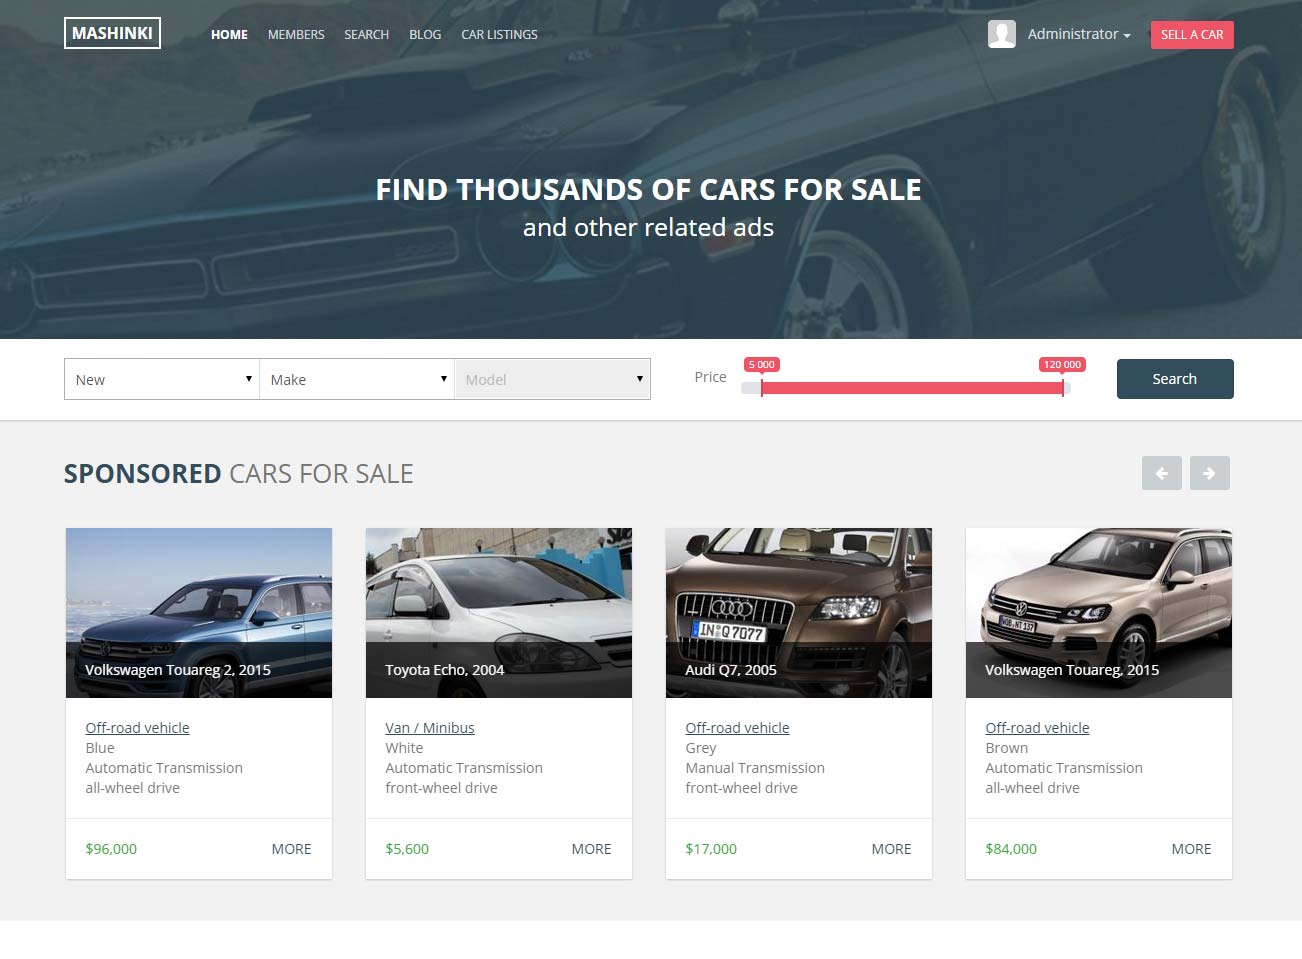 MASHINKI
HOME MEMBERS SEARCH BLOG CAR LISTINGS
Administrator
SELL A CAR
FIND THOUSANDS OF CARS FOR SALE
and other related ads
New
Make
Model
Price
5 000
120 000
Search
SPONSORED CARS FOR SALE
IN Q 7077
Volkswagen Touareg 2, 2015
Off-road vehicle
Blue
Automatic Transmission
all-wheel drive
$96,000
MORE
Toyota Echo, 2004
Van / Minibus
White
Automatic Transmission
front-wheel drive
$5,600
MORE
Audi Q7, 2005
Off-road vehicle
Grey
Manual Transmission
front-wheel drive
$17,000
MORE
WOB NT 137
Volkswagen Touareg, 2015
Off-road vehicle
Brown
Automatic Transmission
all-wheel drive
$84,000
MORE